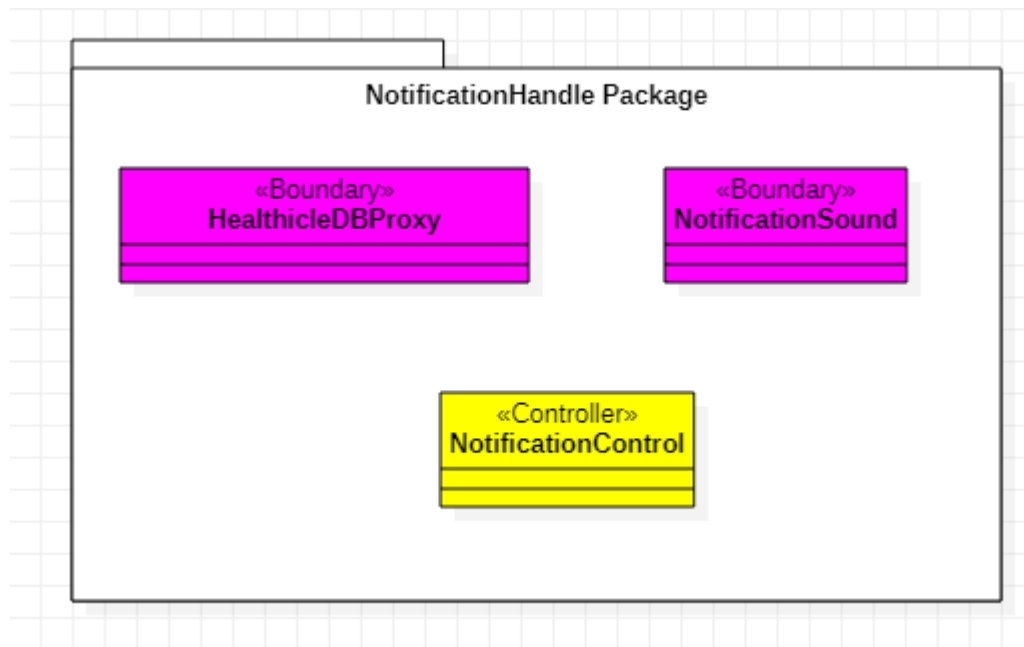 NotificationHandle Package
«Boundary»
HealthicleDBProxy
«Boundary»
NotificationSound
«Controller»
NotificationControl